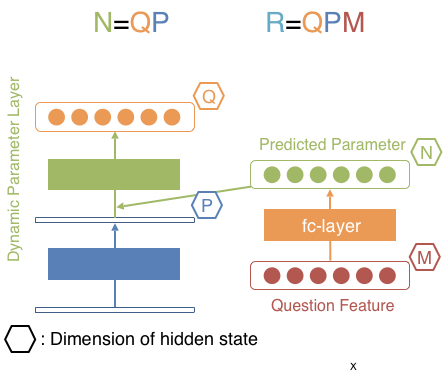 N=QP
R=QPM
Dynamic Parameter Layer
Q
P
Predicted Parameter
N
fc-layer
M
Question Feature
: Dimension of hidden state
x